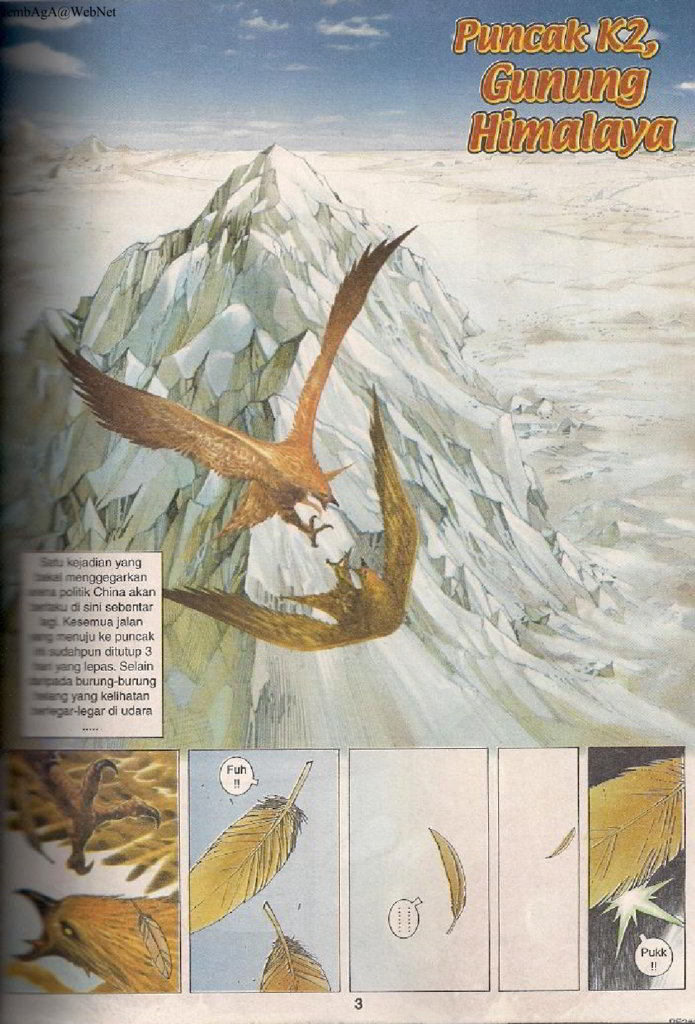 embAgA@WebNet
Puncak K2,
Gunung
Himalaya
Satu kejadian yang
bakal menggegarkan
arena politik China akan
berlaku di sini sebentar
lagi. Kesemua jalan
yang menuju ke puncak
ini sudahpun ditutup 3
hari yang lepas. Selain
daripada burung-burung
helang yang kelihatan
berlegar-legar di udara
.....
Fuh
!!
Pukk
!!
3